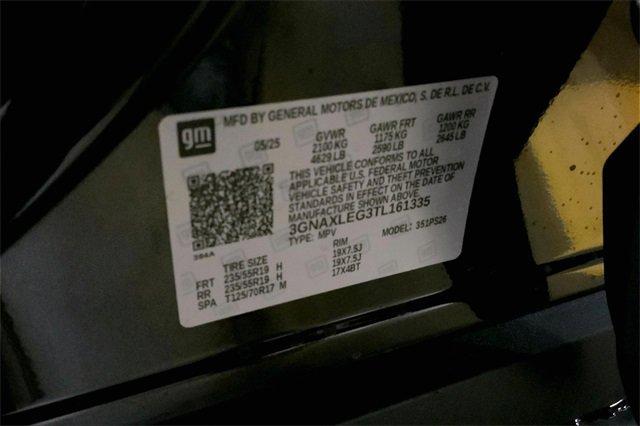 gm
MFD BY GENERAL MOTORS DE MEXICO, S. DE R.L. DE C.V.
05/25 GVWR GAWR FRT GAWR RR
2100 KG 1175 KG 1200 KG
4629 LB 2590 LB 2645 LB
THIS VEHICLE CONFORMS TO ALL
APPLICABLE U.S. FEDERAL MOTOR
VEHICLE SAFETY AND THEFT PREVENTION
STANDARDS IN EFFECT ON THE DATE OF
MANUFACTURE SHOWN ABOVE.
3GNAXLEG3TL161335
TYPE: MPV MODEL: 351PS26
384A
TIRE SIZE RIM
FRT 235/55R19 H 19X7.5J
RR 235/55R19 H 19X7.5J
SPA T125/70R17 M 17X4BT